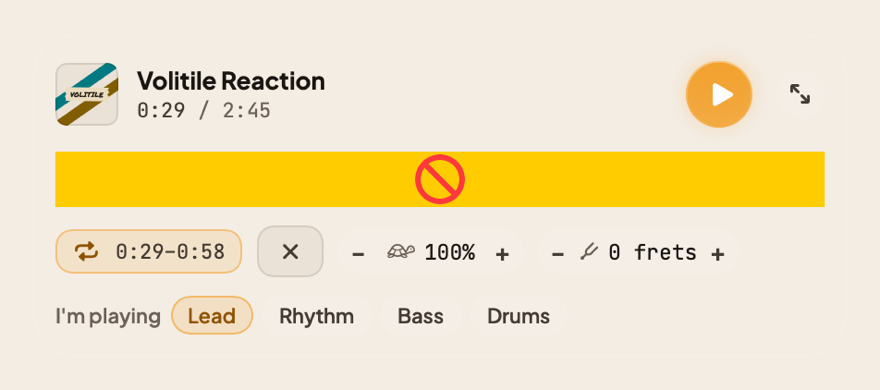 VOLITILE
Volitile Reaction
0:29 / 2:45
0:29–0:58 × − 100% + − 0 frets +
I'm playing Lead Rhythm Bass Drums